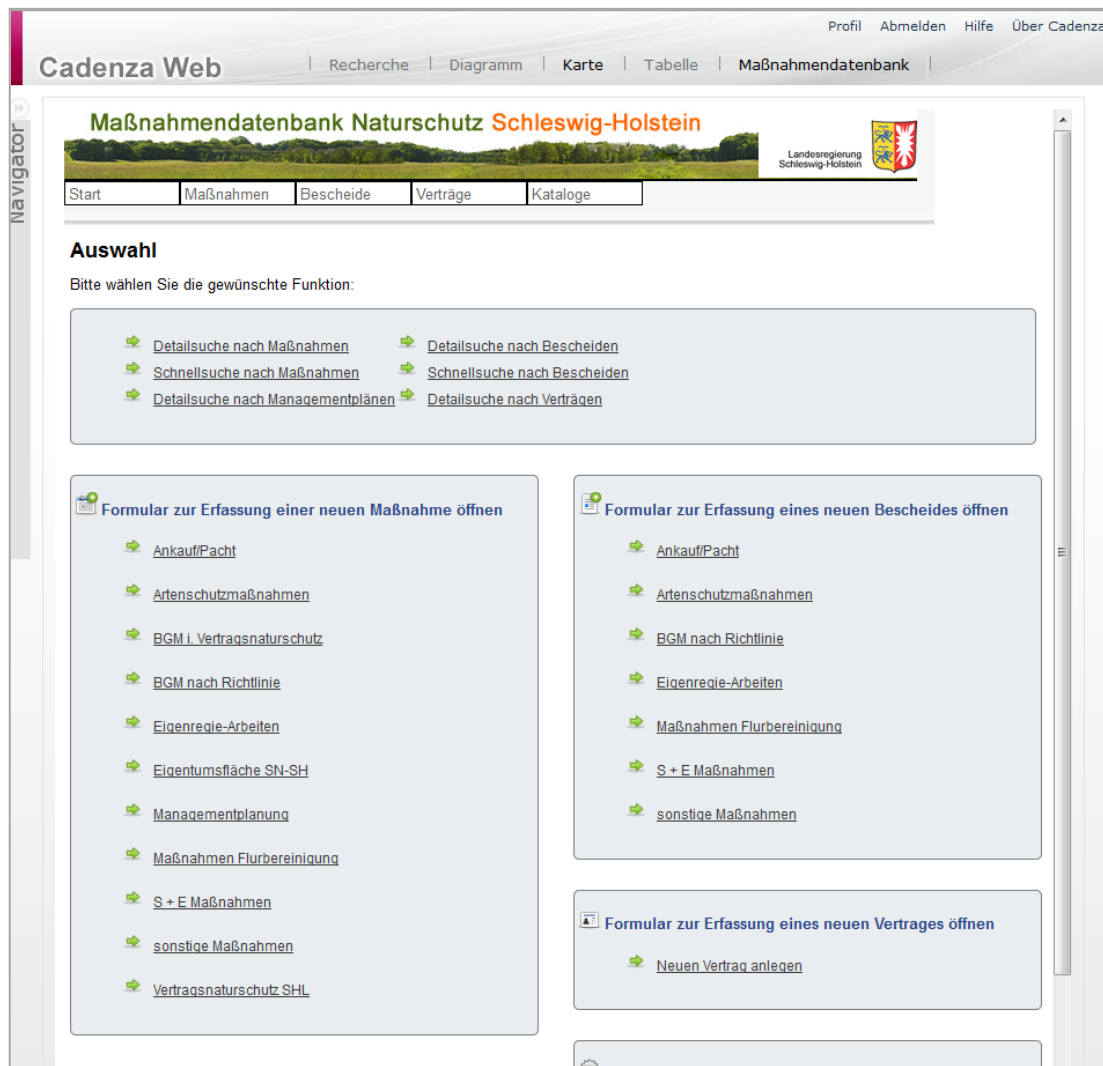 Profil Abmelden Hilfe Über Cadenza
Cadenza Web | Recherche | Diagramm | Karte | Tabelle | Maßnahmendatenbank |
Navigator
Maßnahmendatenbank Naturschutz Schleswig-Holstein
Landesregierung
Schleswig-Holstein
Start Maßnahmen Bescheide Verträge Kataloge
Auswahl
Bitte wählen Sie die gewünschte Funktion:
Detailsuche nach Maßnahmen Detailsuche nach Bescheiden
Schnellsuche nach Maßnahmen Schnellsuche nach Bescheiden
Detailsuche nach Managementplänen Detailsuche nach Verträgen
Formular zur Erfassung einer neuen Maßnahme öffnen
Ankauf/Pacht
Artenschutzmaßnahmen
BGM i. Vertragsnaturschutz
BGM nach Richtlinie
Eigenregie-Arbeiten
Eigentumsfläche SN-SH
Managementplanung
Maßnahmen Flurbereinigung
S + E Maßnahmen
sonstige Maßnahmen
Vertragsnaturschutz SHL
Formular zur Erfassung eines neuen Bescheides öffnen
Ankauf/Pacht
Artenschutzmaßnahmen
BGM nach Richtlinie
Eigenregie-Arbeiten
Maßnahmen Flurbereinigung
S + E Maßnahmen
sonstige Maßnahmen
Formular zur Erfassung eines neuen Vertrages öffnen
Neuen Vertrag anlegen